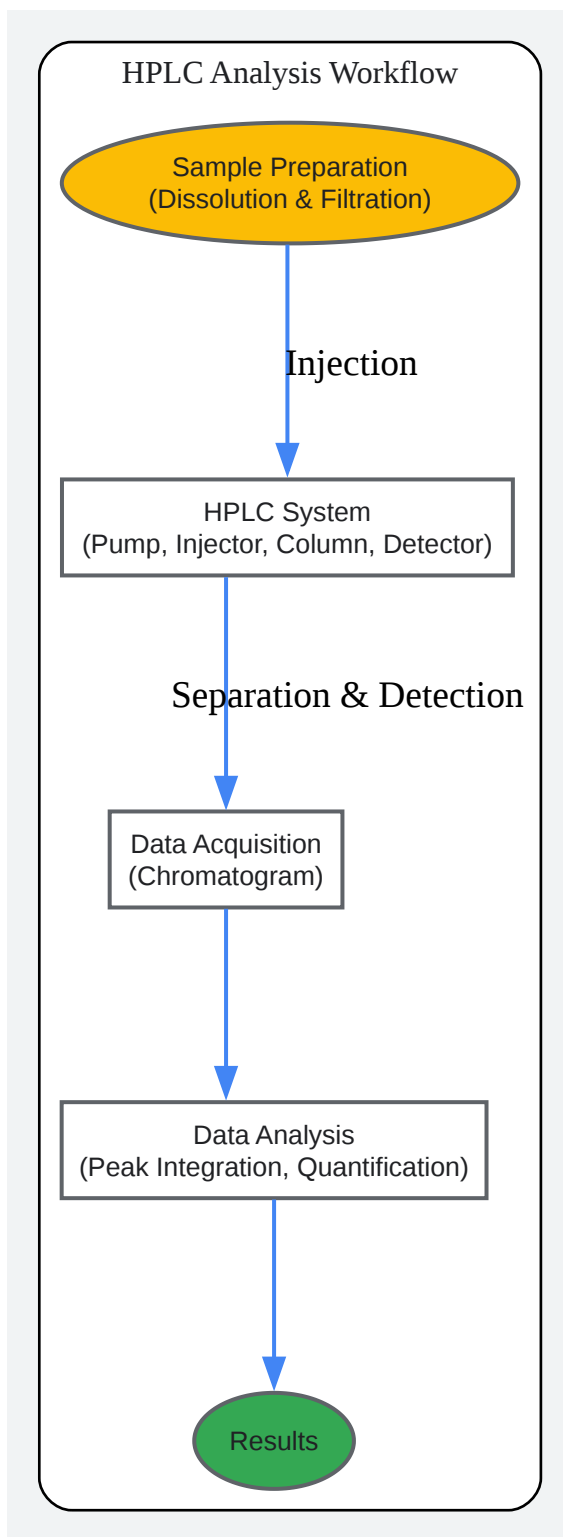 HPLC Analysis Workflow
Sample Preparation
(Dissolution & Filtration)
Injection
HPLC System
(Pump, Injector, Column, Detector)
Separation & Detection
Data Acquisition
(Chromatogram)
Data Analysis
(Peak Integration, Quantification)
Results